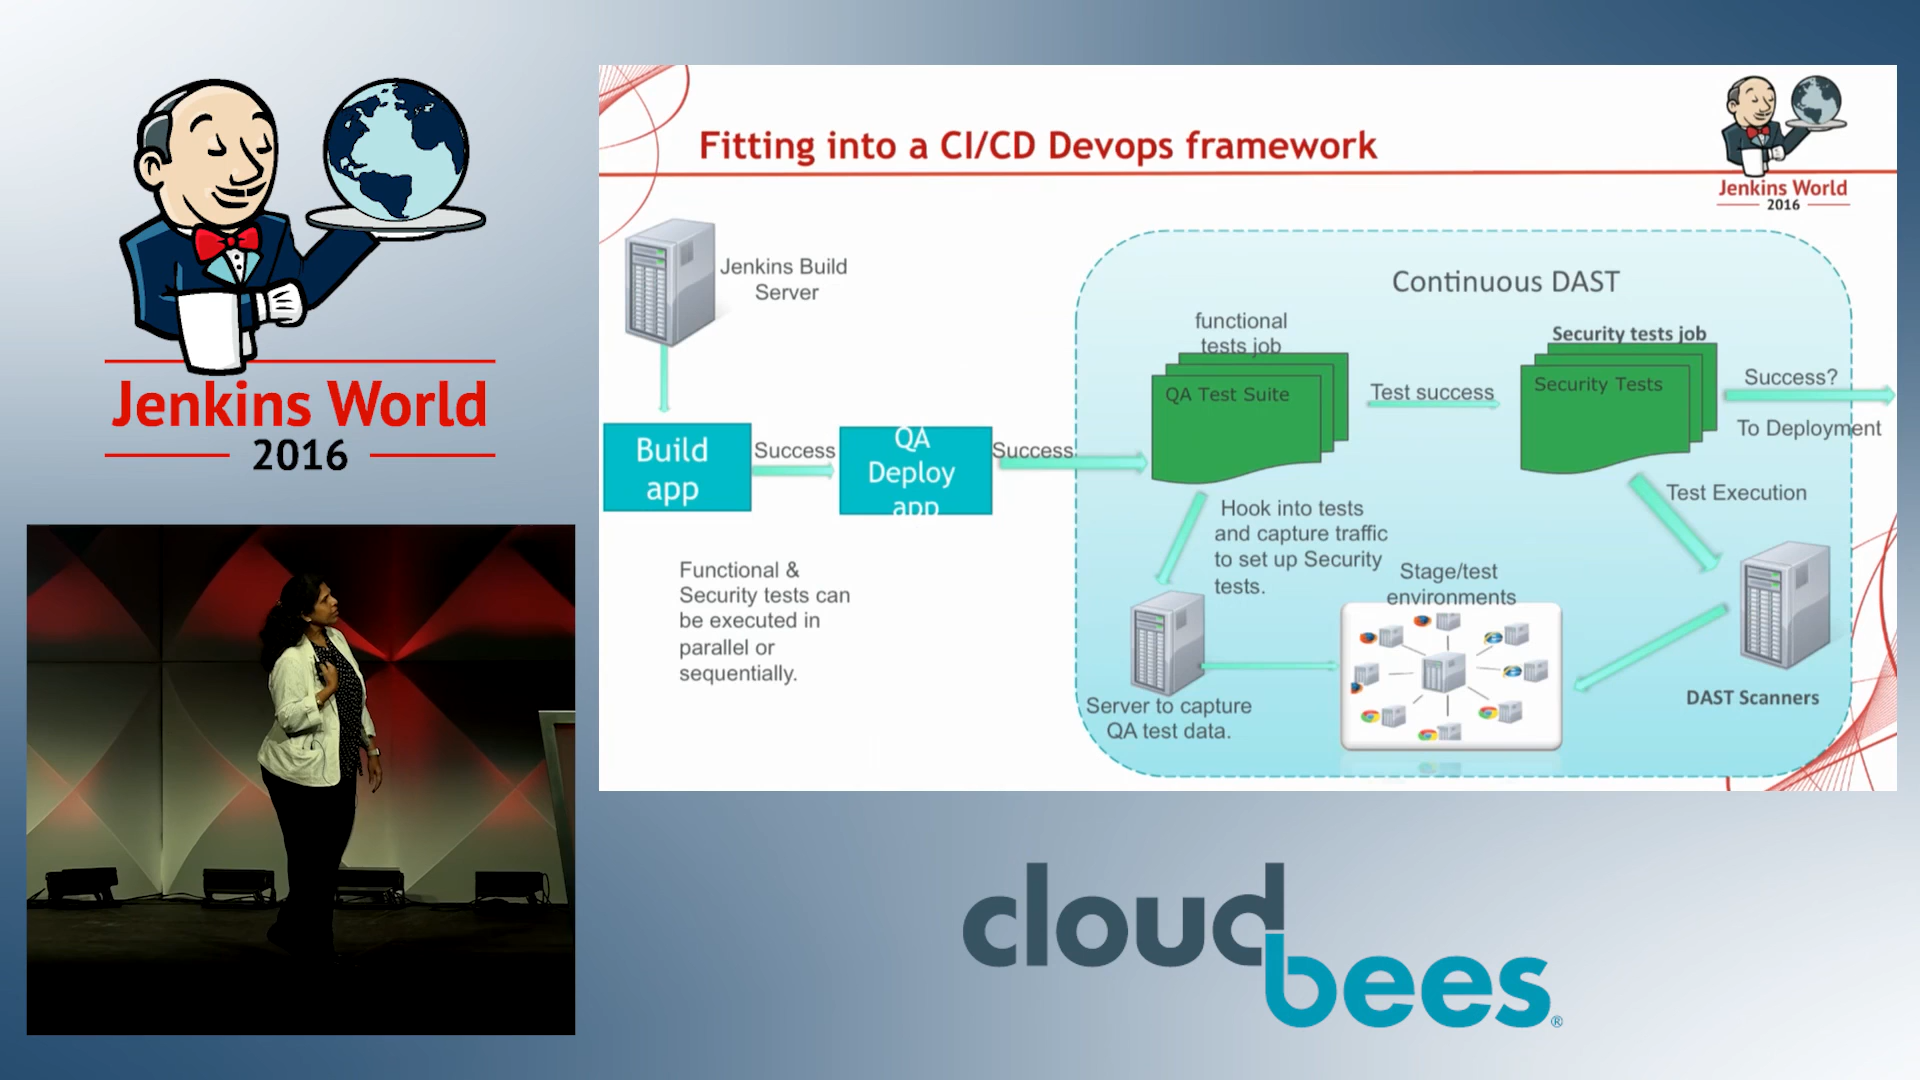 Jenkins World
2016
Fitting into a CI/CD Devops framework
Jenkins World
2016
Jenkins Build
Server
Build
app
Success
QA
Deploy
app
Success
Functional &
Security tests can
be executed in
parallel or
sequentially.
Continuous DAST
functional
tests job
QA Test Suite
Test success
Security tests job
Security Tests
Success?
To Deployment
Hook into tests
and capture traffic
to set up Security
tests.
Test Execution
Stage/test
environments
Server to capture
QA test data.
DAST Scanners
cloudbees®